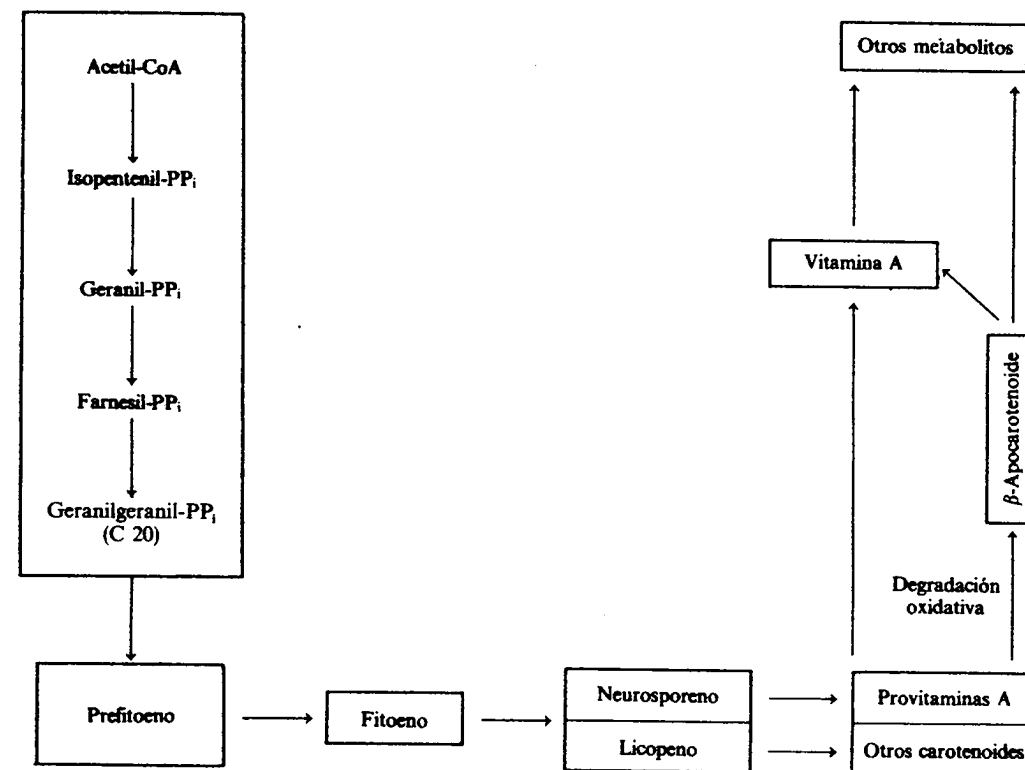 Acetil-CoA
Isopentenil-PPi
Geranil-PPi
Farnesil-PPi
Geranilgeranil-PPi
(C 20)
Prefitoeno
Fitoeno
Neurosporeno
Licopeno
Provitaminas A
Otros carotenoides
Degradación
oxidativa
β-Apocarotenoide
Vitamina A
Otros metabolitos